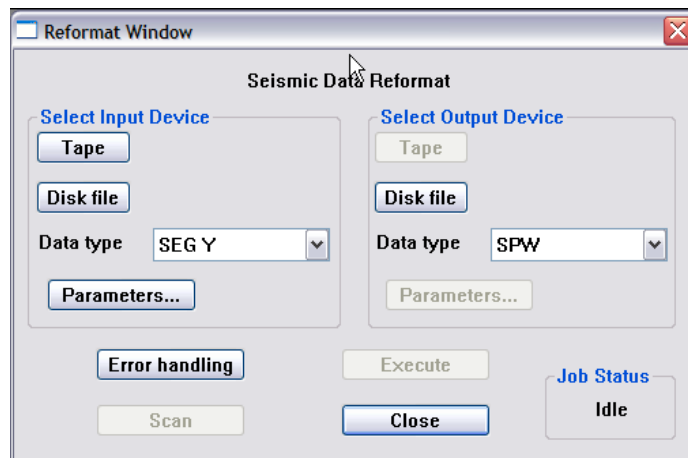 Reformat Window
Seismic Data Reformat
Select Input Device
Tape
Disk file
Data type SEG Y
Parameters...
Select Output Device
Tape
Disk file
Data type SPW
Parameters...
Error handling
Execute
Scan
Close
Job Status
Idle